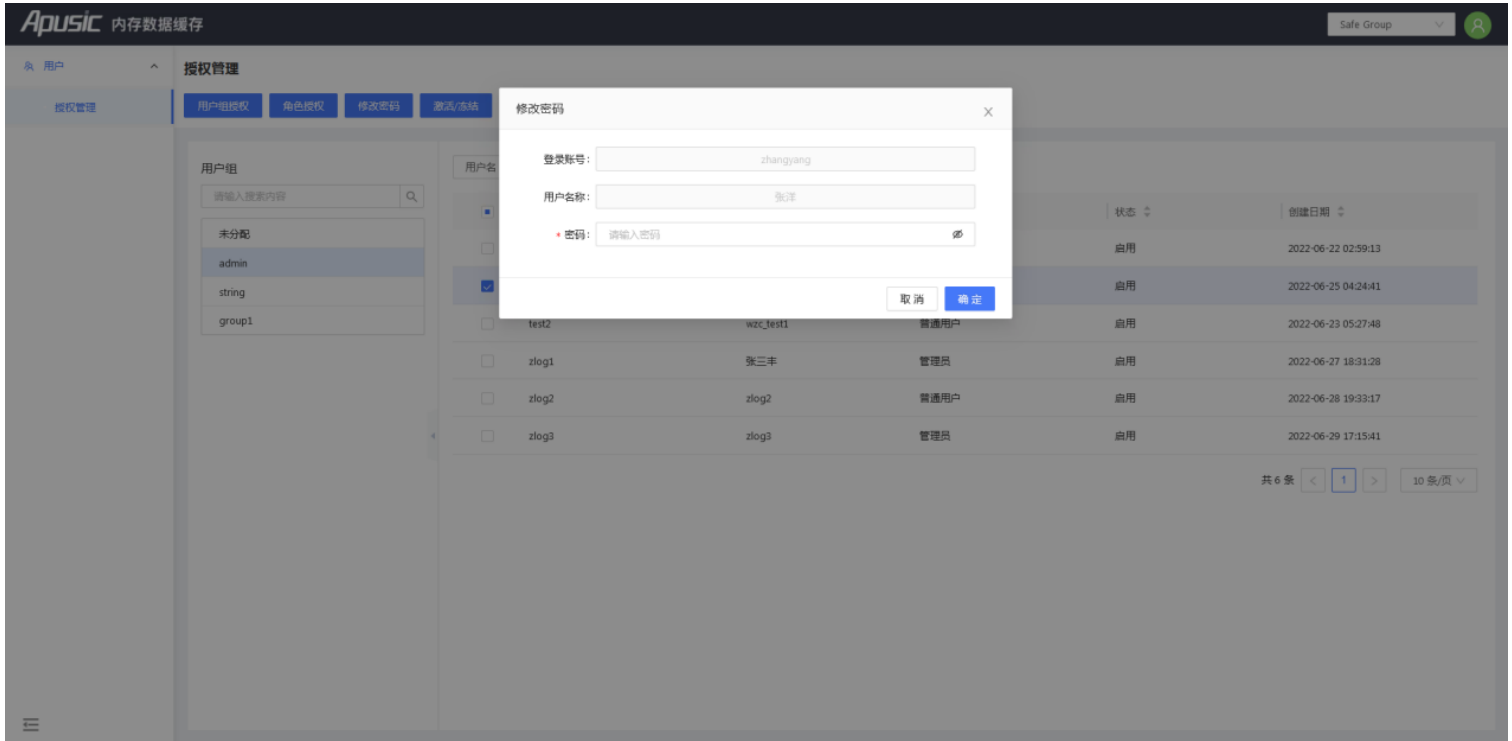 Apusic 内存数据缓存
Safe Group
用户
授权管理
授权管理
用户组授权 角色授权 修改密码 激活/冻结
修改密码
登录账号: zhangyang
用户名称: 张洋
* 密码: 请输入密码
取 消 确 定
用户组
请输入搜索内容
未分配
admin
string
group1
用户名
状态 创建日期
启用 2022-06-22 02:59:13
启用 2022-06-25 04:24:41
test2 wzc_test1 普通用户 启用 2022-06-23 05:27:48
zlog1 张三丰 管理员 启用 2022-06-27 18:31:28
zlog2 zlog2 普通用户 启用 2022-06-28 19:33:17
zlog3 zlog3 管理员 启用 2022-06-29 17:15:41
共 6 条 < 1 > 10 条/页